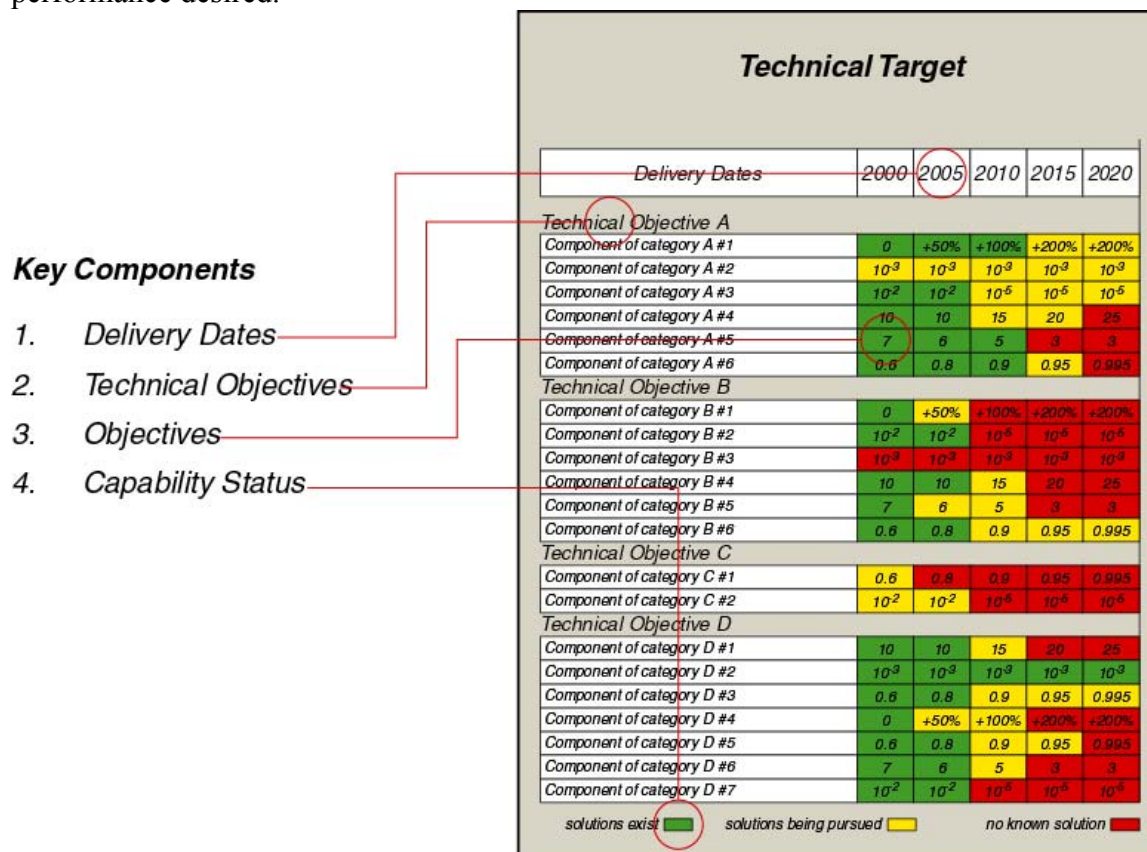 performance desired.
Technical Target
Delivery Dates 2000 2005 2010 2015 2020
Technical Objective A
Component of category A #1 0 +50% +100% +200% +200%
Component of category A #2 10-3 10-3 10-3 10-3 10-3
Component of category A #3 10-2 10-2 10-5 10-5 10-5
Component of category A #4 10 10 15 20 25
Component of category A #5 7 6 5 3 3
Component of category A #6 0.6 0.8 0.9 0.95 0.995
Technical Objective B
Component of category B #1 0 +50% +100% +200% +200%
Component of category B #2 10-2 10-2 10-5 10-5 10-5
Component of category B #3 10-3 10-3 10-3 10-3 10-3
Component of category B #4 10 10 15 20 25
Component of category B #5 7 6 5 3 3
Component of category B #6 0.6 0.8 0.9 0.95 0.995
Technical Objective C
Component of category C #1 0.6 0.8 0.9 0.95 0.995
Component of category C #2 10-2 10-2 10-5 10-5 10-5
Technical Objective D
Component of category D #1 10 10 15 20 25
Component of category D #2 10-3 10-3 10-3 10-3 10-3
Component of category D #3 0.6 0.8 0.9 0.95 0.995
Component of category D #4 0 +50% +100% +200% +200%
Component of category D #5 0.6 0.8 0.9 0.95 0.995
Component of category D #6 7 6 5 3 3
Component of category D #7 10-2 10-2 10-5 10-5 10-5
solutions exist solutions being pursued no known solution
Key Components
1. Delivery Dates
2. Technical Objectives
3. Objectives
4. Capability Status